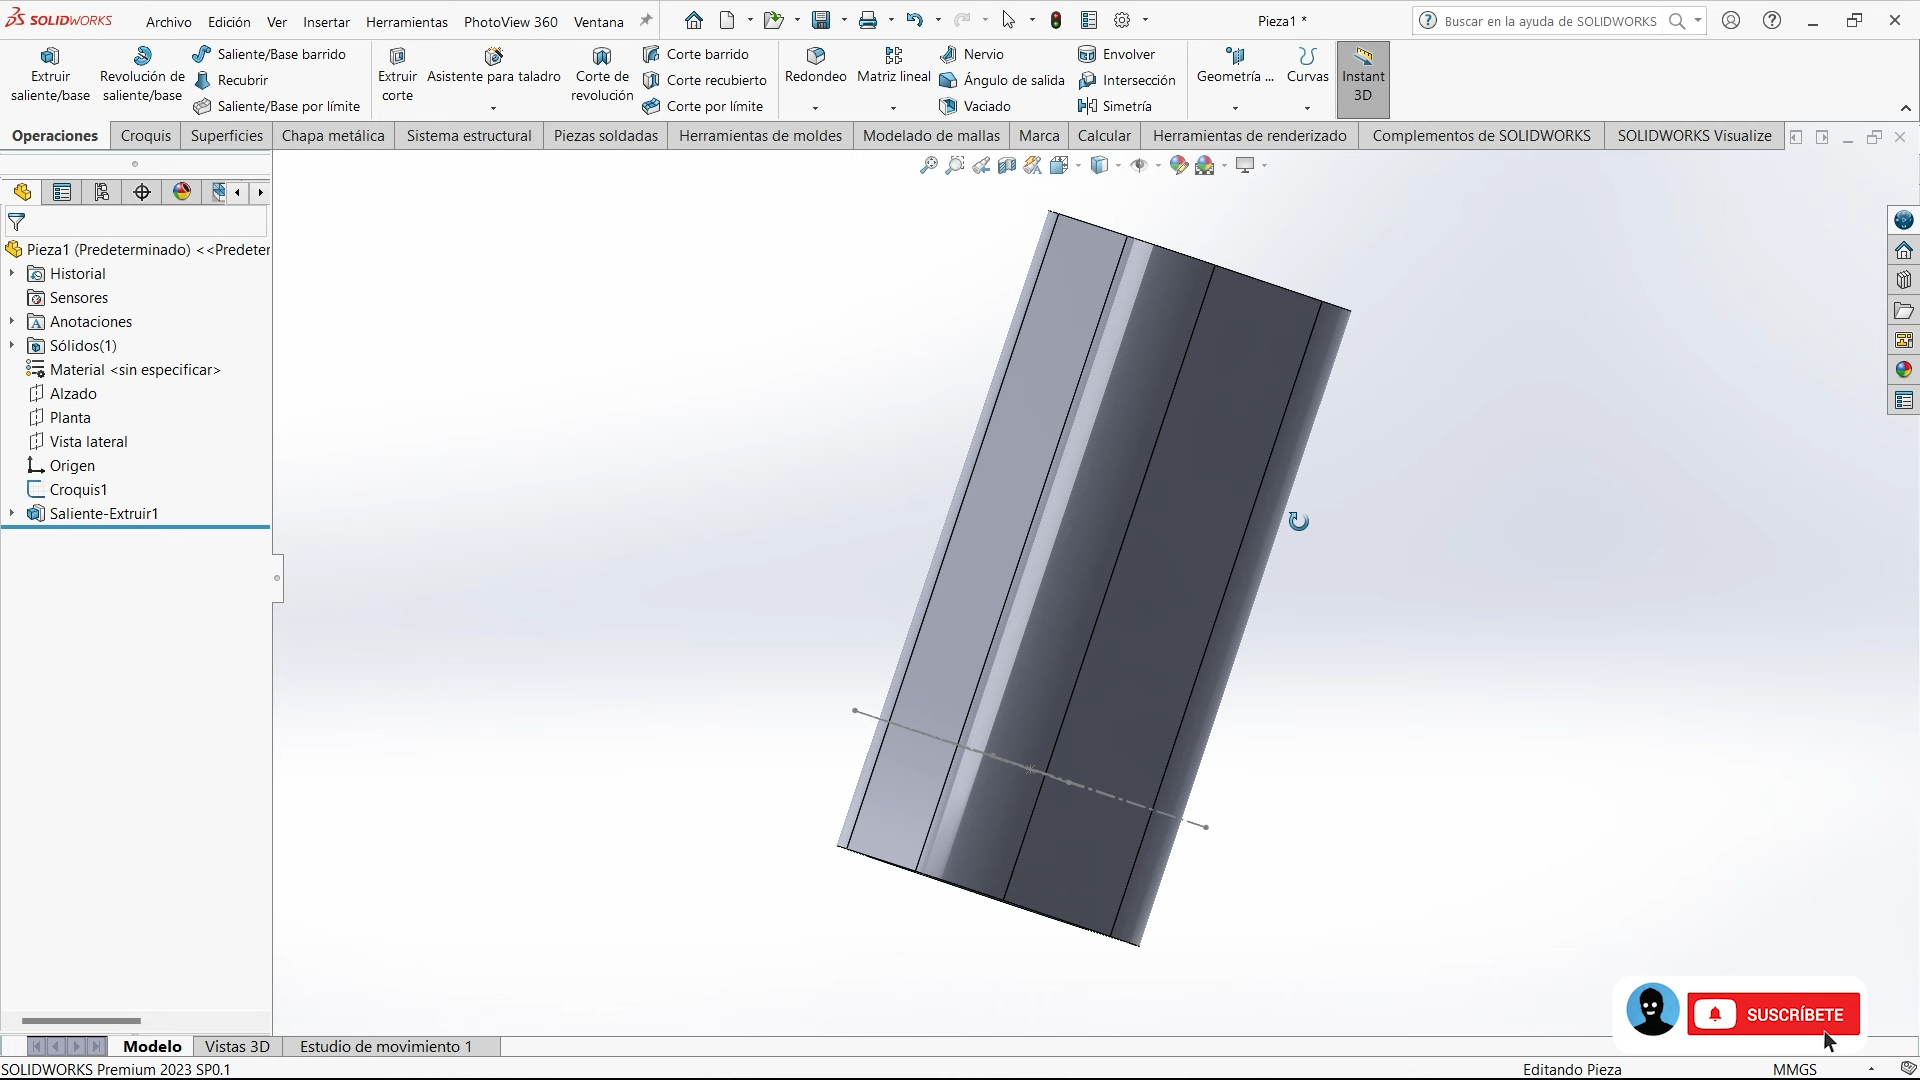 SOLIDWORKS Archivo Edición Ver Insertar Herramientas PhotoView 360 Ventana Pieza1 * Buscar en la ayuda de SOLIDWORKS
Extruir saliente/base
Revolución de saliente/base
Saliente/Base barrido
Recubrir
Saliente/Base por límite
Extruir corte
Asistente para taladro
Corte de revolución
Corte barrido
Corte recubierto
Corte por límite
Redondeo
Matriz lineal
Nervio
Ángulo de salida
Vaciado
Envolver
Intersección
Simetría
Geometría ...
Curvas
Instant 3D
Operaciones Croquis Superficies Chapa metálica Sistema estructural Piezas soldadas Herramientas de moldes Modelado de mallas Marca Calcular Herramientas de renderizado Complementos de SOLIDWORKS SOLIDWORKS Visualize
Pieza1 (Predeterminado) <<Predeter
Historial
Sensores
Anotaciones
Sólidos(1)
Material <sin especificar>
Alzado
Planta
Vista lateral
Origen
Croquis1
Saliente-Extruir1
SUSCRÍBETE
Modelo Vistas 3D Estudio de movimiento 1
SOLIDWORKS Premium 2023 SP0.1 Editando Pieza MMGS